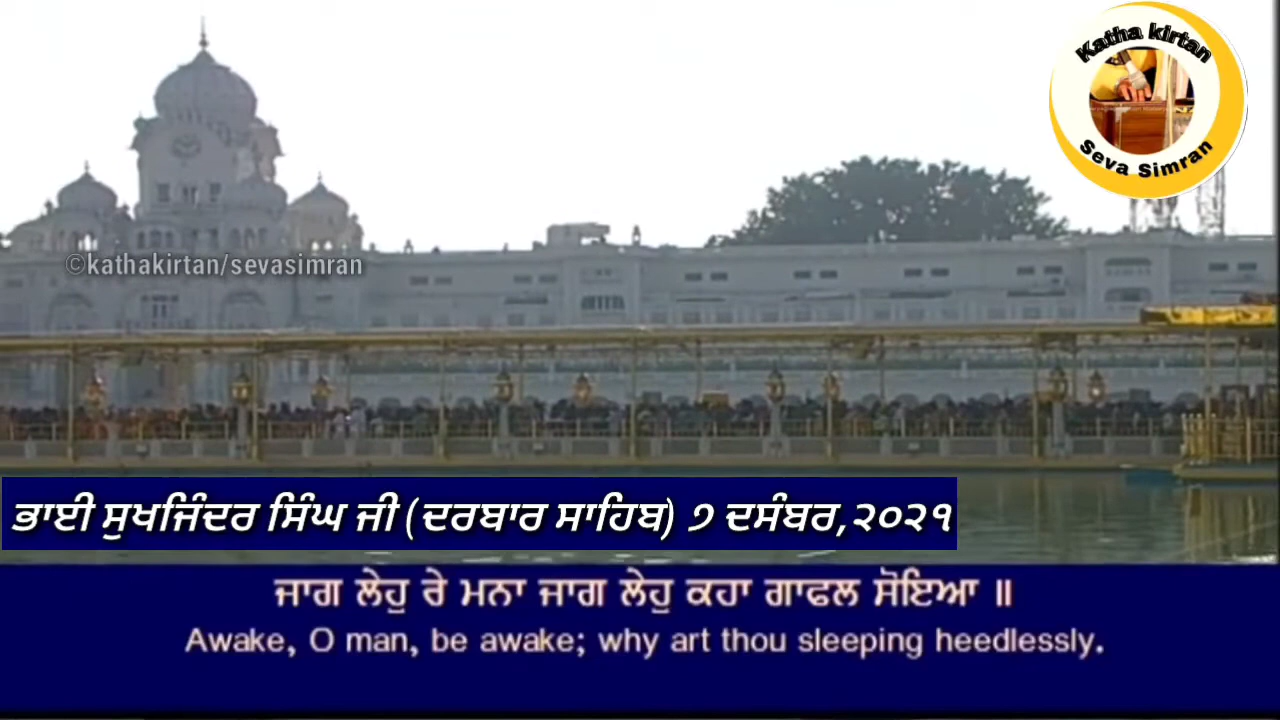 Katha kirtan
Seva Simran
©kathakirtan/sevasimran
ਭਾਈ ਸੁਖਜਿੰਦਰ ਸਿੰਘ ਜੀ (ਦਰਬਾਰ ਸਾਹਿਬ) ੭ ਦਸੰਬਰ,੨੦੨੧
ਜਾਗ ਲੇਹੁ ਰੇ ਮਨਾ ਜਾਗ ਲੇਹੁ ਕਹਾ ਗਾਫਲ ਸੋਇਆ ॥
Awake, O man, be awake; why art thou sleeping heedlessly.